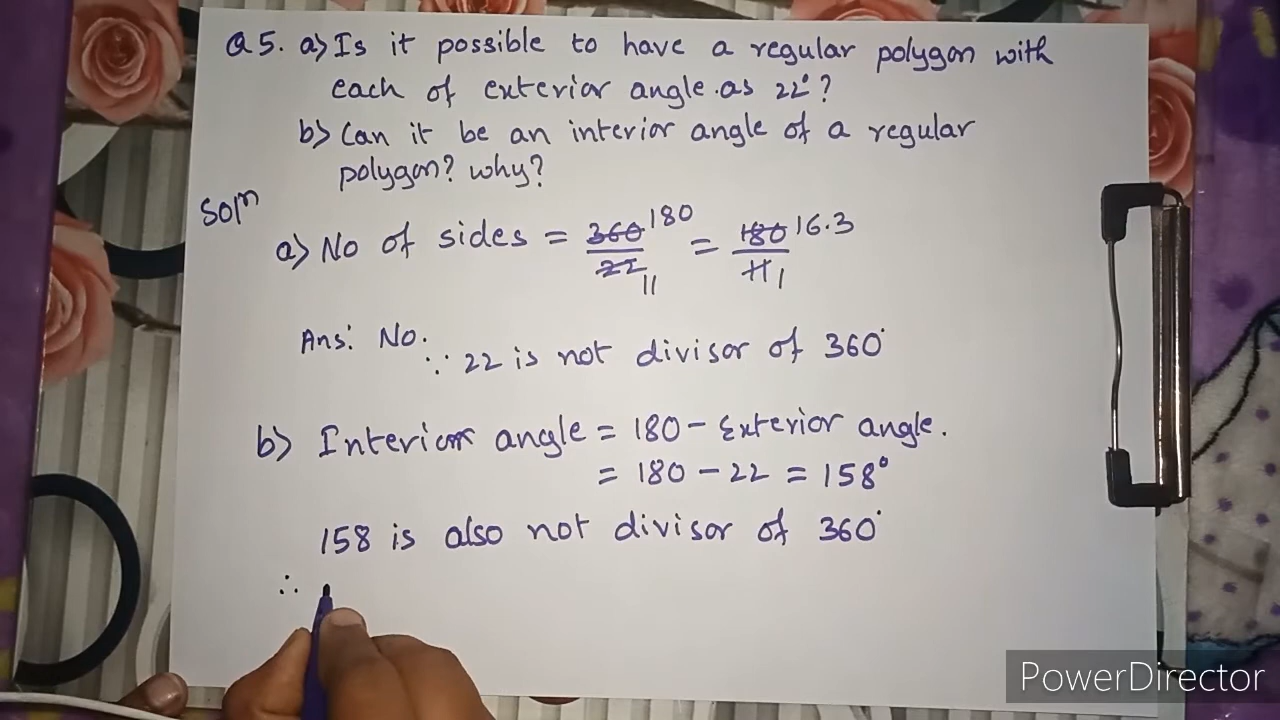 Q5. a) Is it possible to have a regular polygon with
each of exterior angle as 22°?
b) Can it be an interior angle of a regular
polygon? why?
Soln
a) No of sides = 360/22 180 11 = 180/11 16.3 1
Ans: No.
∵ 22 is not divisor of 360°
b) Interior angle = 180 - Exterior angle.
= 180 - 22 = 158°
158 is also not divisor of 360°
∴
PowerDirector